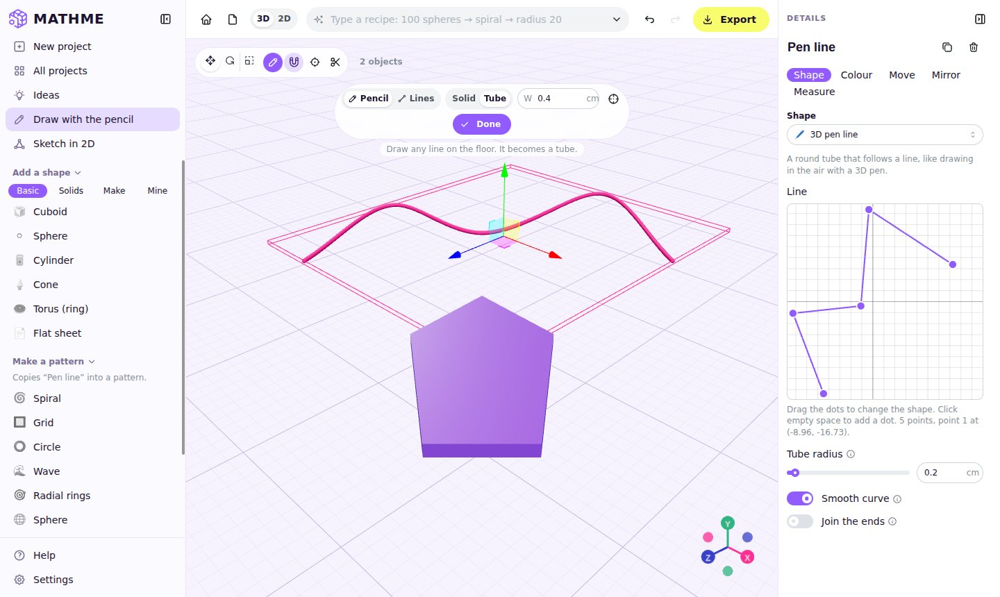 MATHME
New project
All projects
Ideas
Draw with the pencil
Sketch in 2D
Add a shape
Basic Solids Make Mine
Cuboid
Sphere
Cylinder
Cone
Torus (ring)
Flat sheet
Make a pattern
Copies “Pen line” into a pattern.
Spiral
Grid
Circle
Wave
Radial rings
Sphere
Help
Settings
3D 2D
Type a recipe: 100 spheres → spiral → radius 20
Export
2 objects
Pencil Lines Solid Tube W 0.4 cm
Done
Draw any line on the floor. It becomes a tube.
Y
Z
X
DETAILS
Pen line
Shape Colour Move Mirror
Measure
Shape
3D pen line
A round tube that follows a line, like drawing
in the air with a 3D pen.
Line
Drag the dots to change the shape. Click
empty space to add a dot. 5 points, point 1 at
(-8.96, -16.73).
Tube radius
0.2 cm
Smooth curve
Join the ends